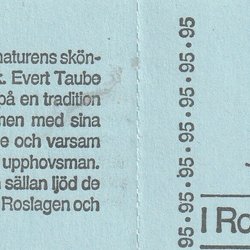 naturens skön-
k. Evert Taube
på en tradition
men med sina
e och varsam
upphovsman.
sällan ljöd de
Roslagen och
95·95·95·95·95·95·95
I Ro